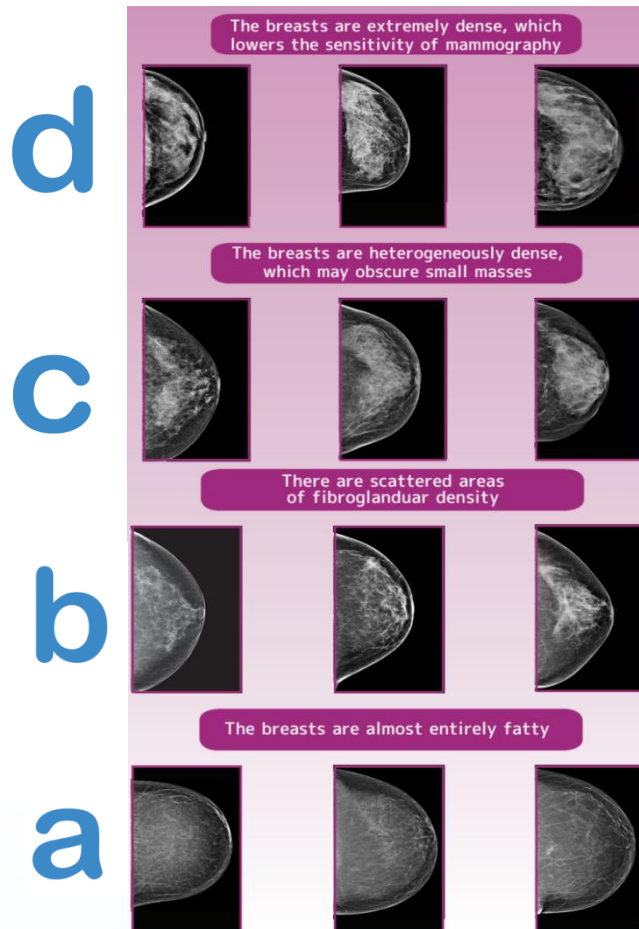 The breasts are extremely dense, which
lowers the sensitivity of mammography
d
The breasts are heterogeneously dense,
which may obscure small masses
c
There are scattered areas
of fibroglanduar density
b
The breasts are almost entirely fatty
a